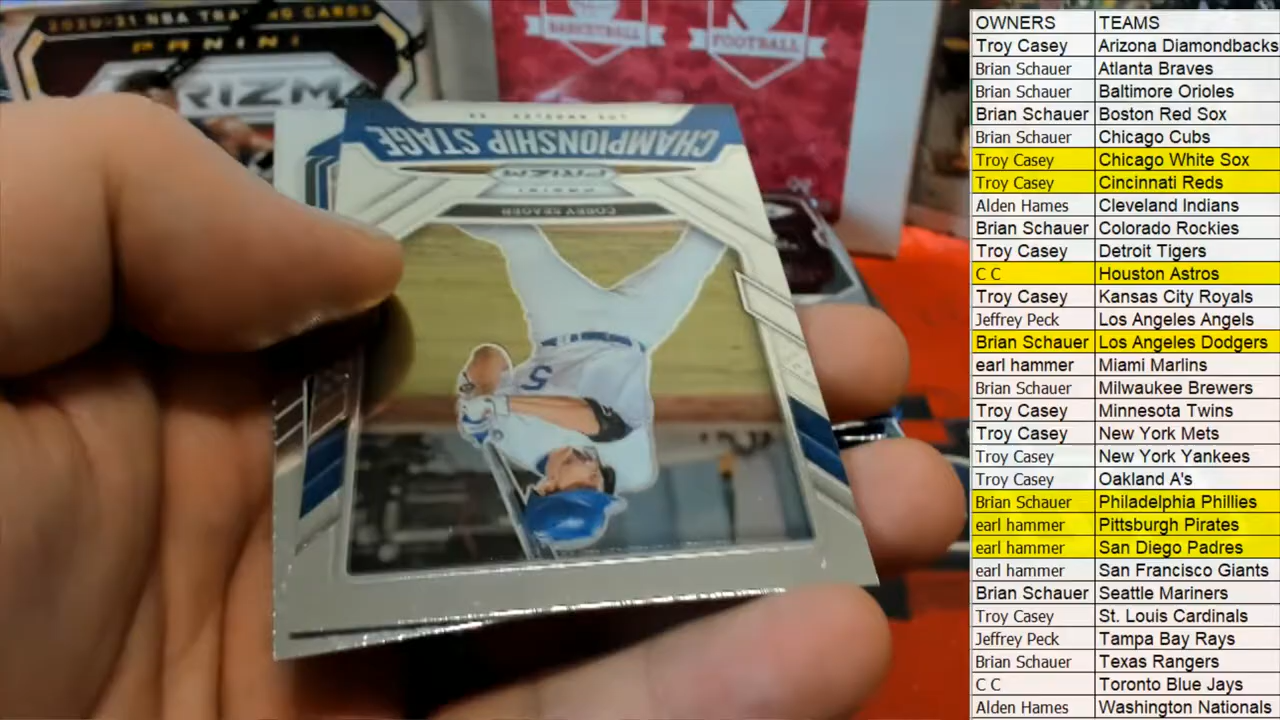 2020-21 NBA TRADING CARDS
PANINI
PRIZM
BASKETBALL
FOOTBALL
LOS ANGELES
CHAMPIONSHIP STAGE
PRIZM
PANINI
COREY SEAGER
5
OWNERS TEAMS
Troy Casey Arizona Diamondbacks
Brian Schauer Atlanta Braves
Brian Schauer Baltimore Orioles
Brian Schauer Boston Red Sox
Brian Schauer Chicago Cubs
Troy Casey Chicago White Sox
Troy Casey Cincinnati Reds
Alden Hames Cleveland Indians
Brian Schauer Colorado Rockies
Troy Casey Detroit Tigers
C C Houston Astros
Troy Casey Kansas City Royals
Jeffrey Peck Los Angeles Angels
Brian Schauer Los Angeles Dodgers
earl hammer Miami Marlins
Brian Schauer Milwaukee Brewers
Troy Casey Minnesota Twins
Troy Casey New York Mets
Troy Casey New York Yankees
Troy Casey Oakland A's
Brian Schauer Philadelphia Phillies
earl hammer Pittsburgh Pirates
earl hammer San Diego Padres
earl hammer San Francisco Giants
Brian Schauer Seattle Mariners
Troy Casey St. Louis Cardinals
Jeffrey Peck Tampa Bay Rays
Brian Schauer Texas Rangers
C C Toronto Blue Jays
Alden Hames Washington Nationals